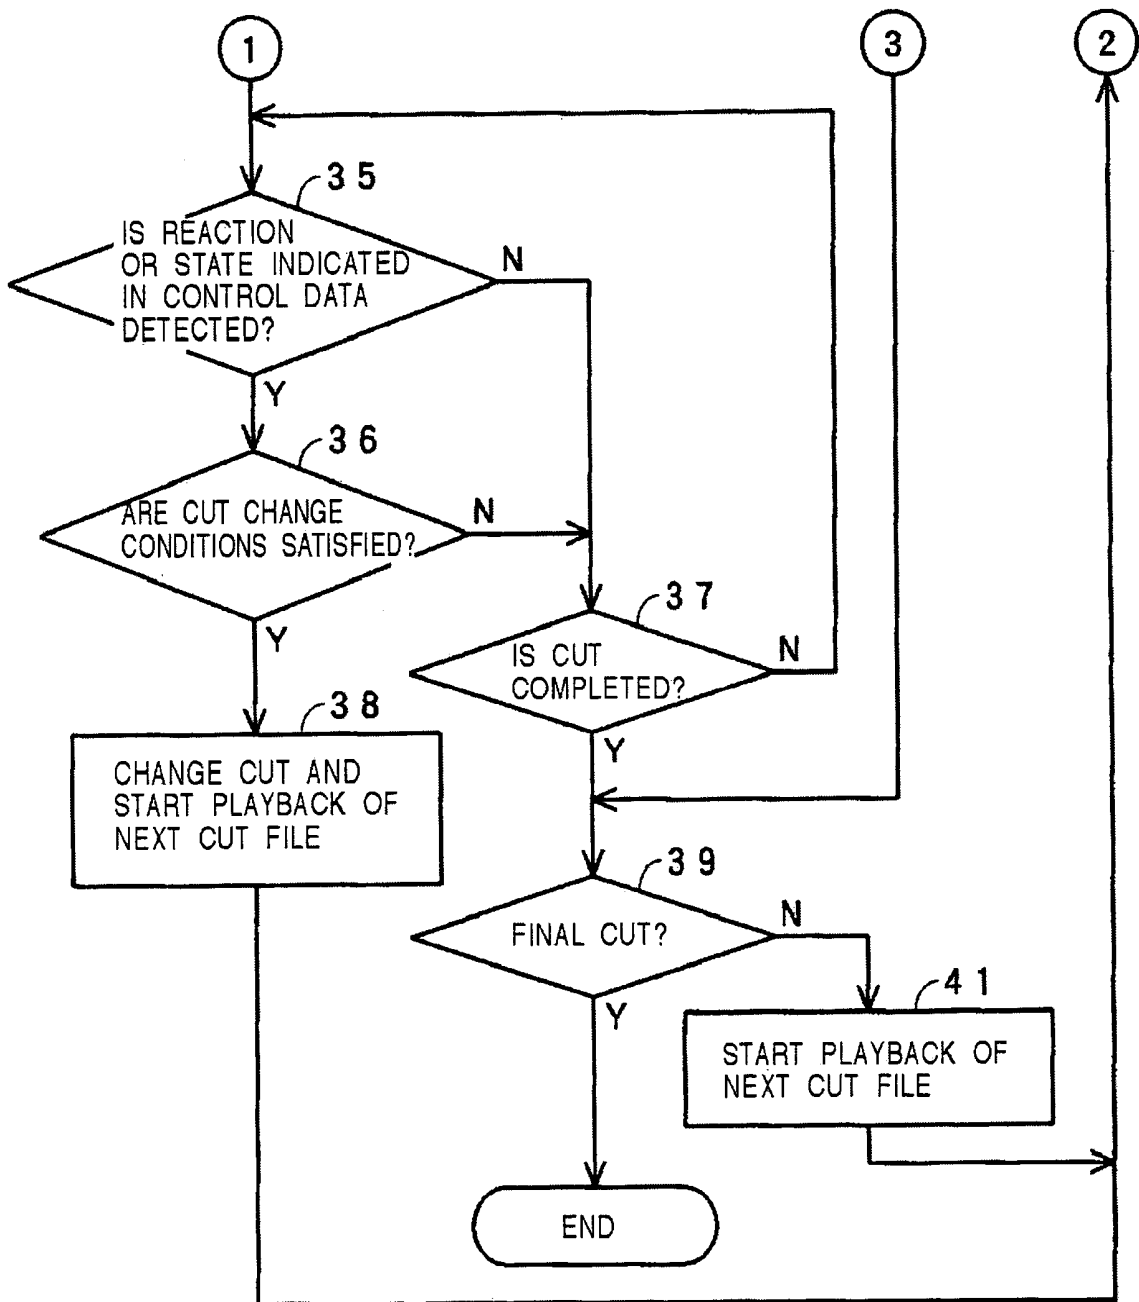 1
3
2
35
IS REACTION
OR STATE INDICATED
IN CONTROL DATA
DETECTED?
N
Y
36
ARE CUT CHANGE
CONDITIONS SATISFIED?
N
Y
37
IS CUT
COMPLETED?
N
Y
38
CHANGE CUT AND
START PLAYBACK OF
NEXT CUT FILE
39
FINAL CUT?
N
Y
41
START PLAYBACK OF
NEXT CUT FILE
END